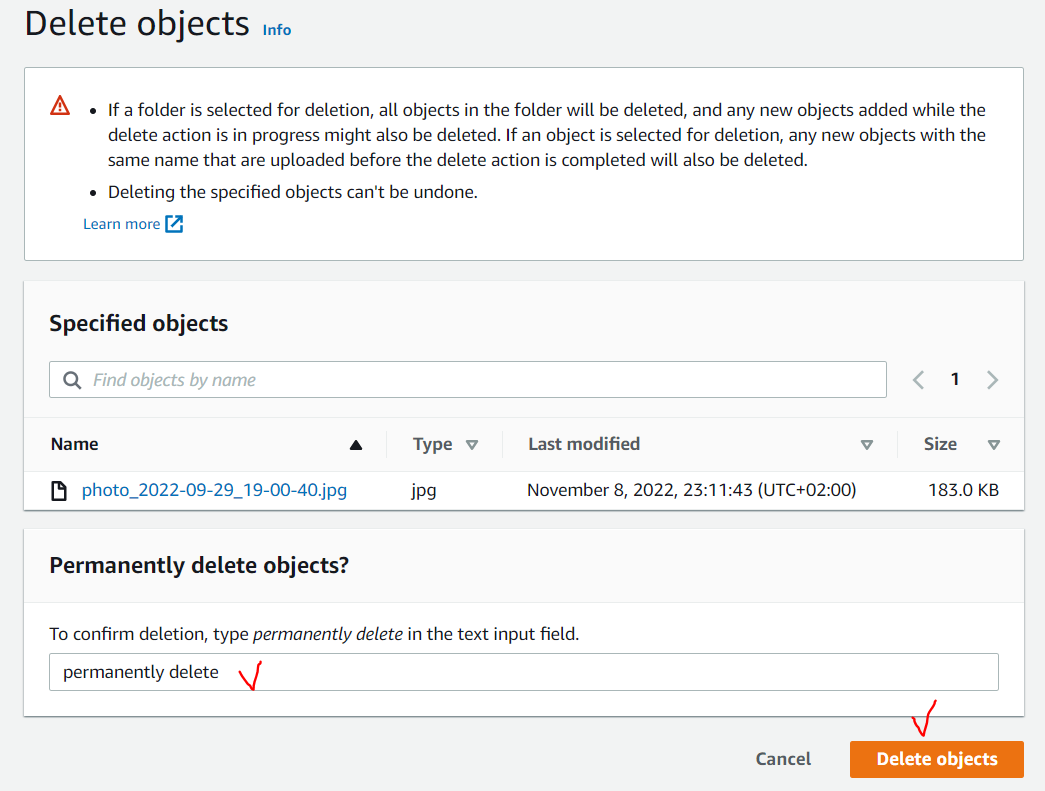 Delete objects Info
If a folder is selected for deletion, all objects in the folder will be deleted, and any new objects added while the
delete action is in progress might also be deleted. If an object is selected for deletion, any new objects with the
same name that are uploaded before the delete action is completed will also be deleted.
Deleting the specified objects can't be undone.
Learn more
Specified objects
Find objects by name 1
Name Type Last modified Size
photo_2022-09-29_19-00-40.jpg jpg November 8, 2022, 23:11:43 (UTC+02:00) 183.0 KB
Permanently delete objects?
To confirm deletion, type permanently delete in the text input field.
permanently delete
Cancel Delete objects